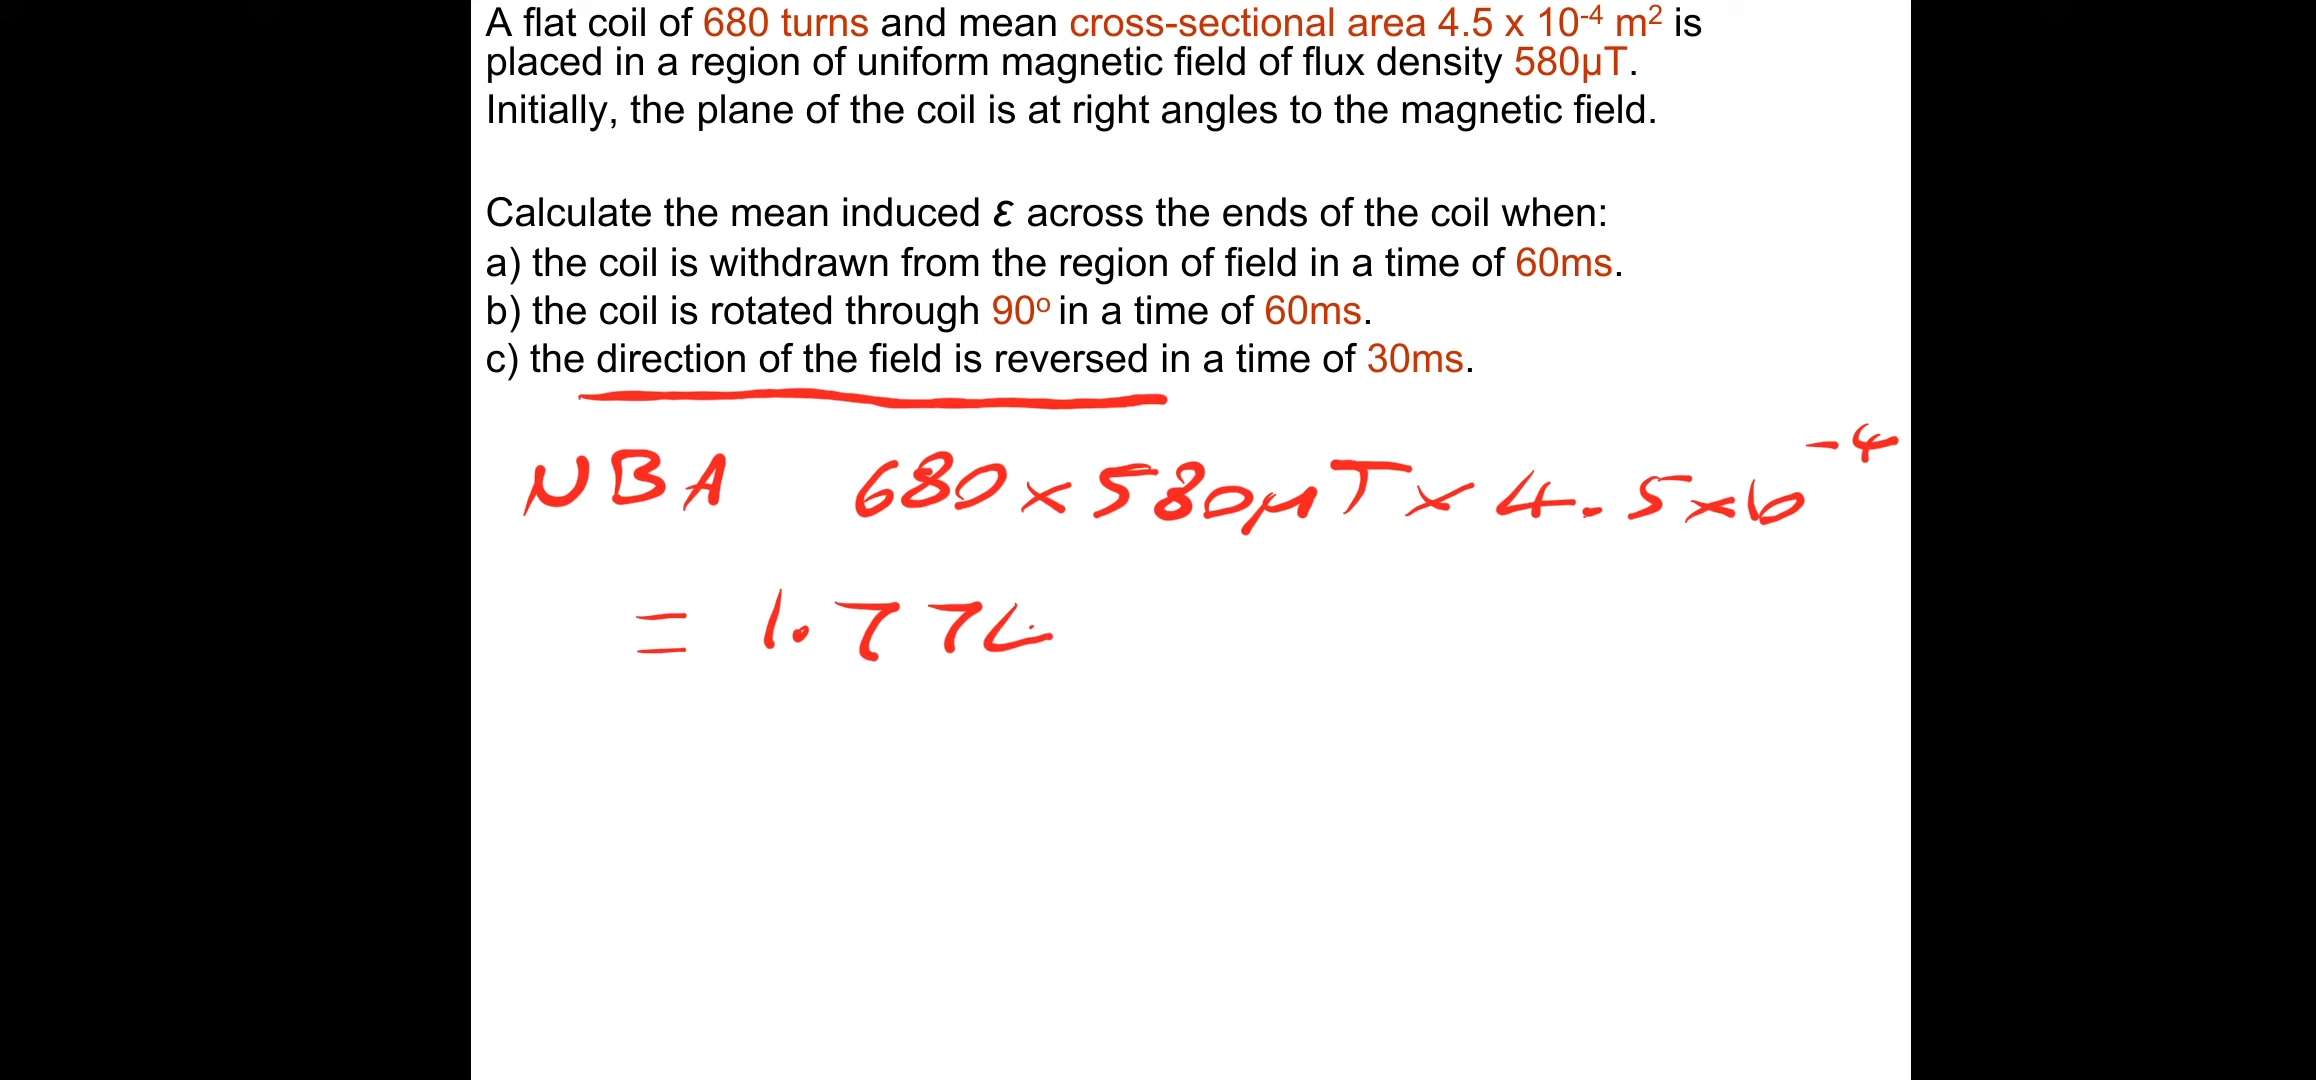 A flat coil of 680 turns and mean cross-sectional area 4.5 x 10⁻⁴ m² is
placed in a region of uniform magnetic field of flux density 580μT.
Initially, the plane of the coil is at right angles to the magnetic field.
Calculate the mean induced ε across the ends of the coil when:
a) the coil is withdrawn from the region of field in a time of 60ms.
b) the coil is rotated through 90º in a time of 60ms.
c) the direction of the field is reversed in a time of 30ms.
NBA 680 x 580μT x 4.5 x 10⁻⁴
= 1.77